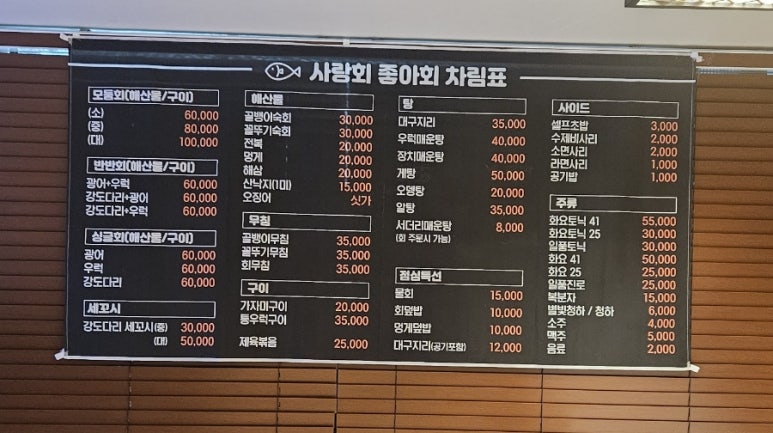 사랑회 좋아회 차림표
모둠회(해산물/구이)
(소) 60,000
(중) 80,000
(대) 100,000
반반회(해산물/구이)
광어+우럭 60,000
강도다리+광어 60,000
강도다리+우럭 60,000
싱글회(해산물/구이)
광어 60,000
우럭 60,000
강도다리 60,000
세꼬시
강도다리 세꼬시(중) 30,000
(대) 50,000
해산물
골뱅이숙회 30,000
꼴뚜기숙회 30,000
전복 20,000
멍게 20,000
해삼 20,000
산낙지(1미) 15,000
오징어 싯가
무침
골뱅이무침 35,000
꼴뚜기무침 35,000
회무침 35,000
구이
가자미구이 20,000
통우럭구이 35,000
제육볶음 25,000
탕
대구지리 35,000
우럭매운탕 40,000
장치매운탕 40,000
게탕 50,000
오뎅탕 20,000
알탕 35,000
서더리매운탕 8,000
(회 주문시 가능)
점심특선
물회 15,000
회덮밥 10,000
멍게덮밥 10,000
대구지리(공기포함) 12,000
사이드
셀프초밥 3,000
수제비사리 2,000
소면사리 2,000
라면사리 1,000
공기밥 1,000
주류
화요토닉 41 55,000
화요토닉 25 30,000
일품토닉 30,000
화요 41 50,000
화요 25 25,000
일품진로 25,000
복분자 15,000
별빛청하 / 청하 6,000
소주 4,000
맥주 5,000
음료 2,000